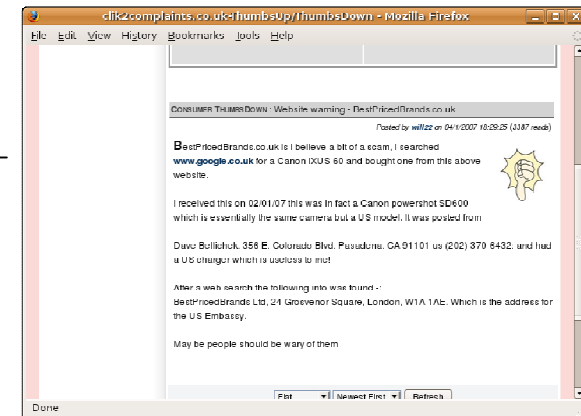 clik2complaints.co.uk-ThumbsUp/ThumbsDown - Mozilla Firefox
File Edit View History Bookmarks Tools Help
CONSUMER THUMBSDOWN : Website warning - BestPricedBrands.co.uk
Posted by willzz on 04/1/2007 18:29:25 (3387 reads)
BestPricedBrands.co.uk is I believe a bit of a scam, I searched
www.google.co.uk for a Canon IXUS 60 and bought one from this above
website.
I received this on 02/01/07 this was in fact a Canon powershot SD600
which is essentially the same camera but a US model. It was posted from
Dave Bellichek, 356 E. Colorado Blvd. Pasadena, CA 91101 us (202) 370-6432; and had
a US charger which is useless to me!
After a web search the following info was found -:
BestPricedBrands Ltd, 24 Grosvenor Square, London, W1A 1AE. Which is the address for
the US Embassy.
May be people should be wary of them
Flat Newest First Refresh
Done